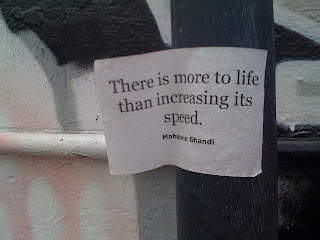 There is more to life
than increasing its
speed.
Mahatma Ghandi